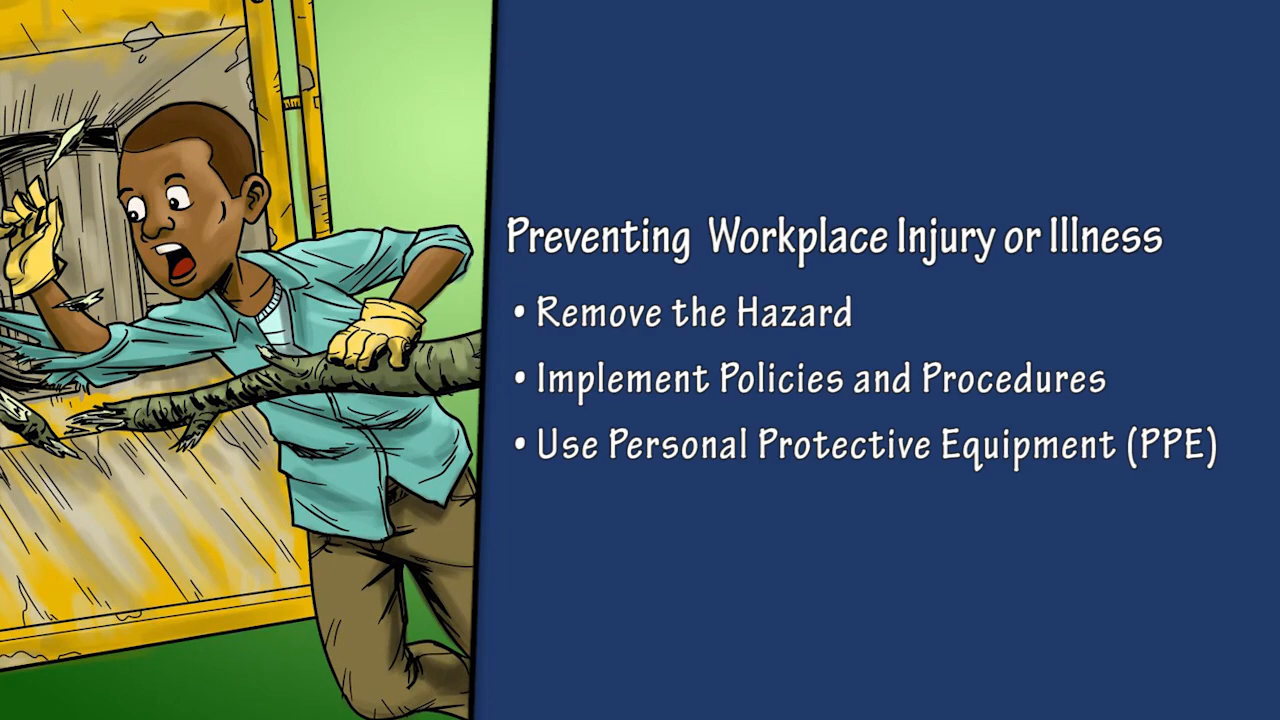 Preventing Workplace Injury or Illness
• Remove the Hazard
• Implement Policies and Procedures
• Use Personal Protective Equipment (PPE)